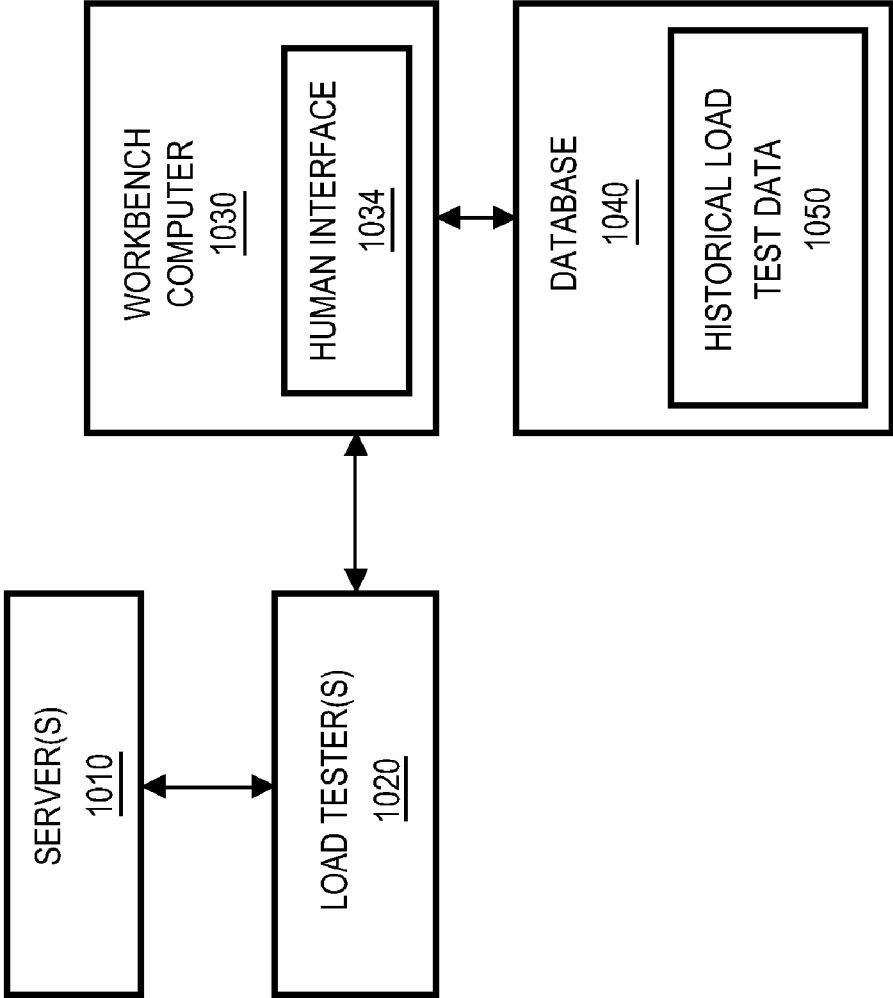 SERVER(S)
1010
LOAD TESTER(S)
1020
WORKBENCH
COMPUTER
1030
HUMAN INTERFACE
1034
DATABASE
1040
HISTORICAL LOAD
TEST DATA
1050